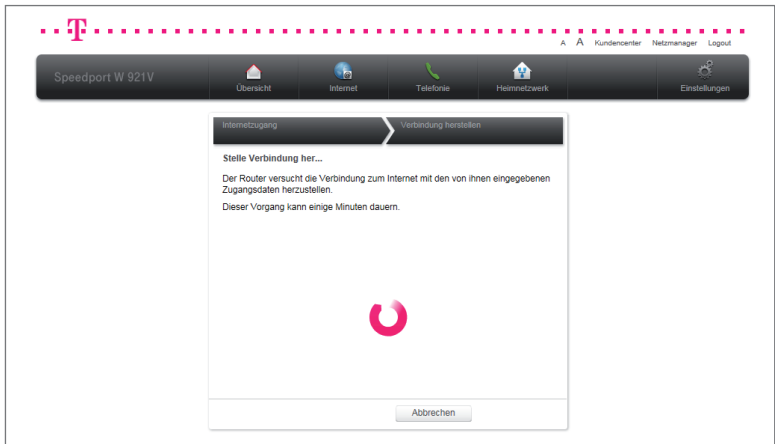 T
A A Kundencenter Netzmanager Logout
Speedport W 921V
Übersicht Internet Telefonie Heimnetzwerk Einstellungen
Internetzugang Verbindung herstellen
Stelle Verbindung her...
Der Router versucht die Verbindung zum Internet mit den von ihnen eingegebenen
Zugangsdaten herzustellen.
Dieser Vorgang kann einige Minuten dauern.
Abbrechen